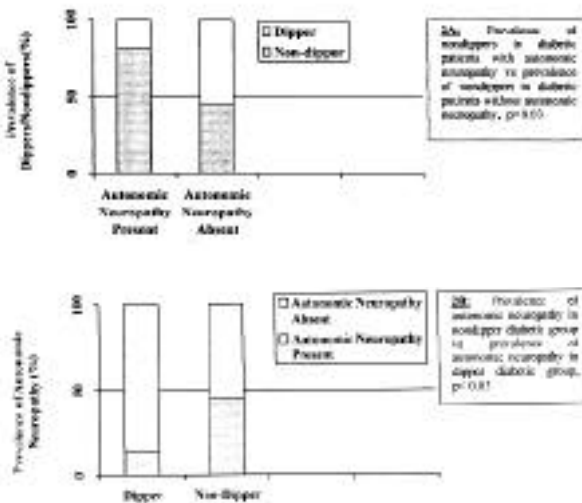 Prevalence of
Dippers/Nondippers(%)
100
50
0
Dipper
Non-dipper
Autonomic
Neuropathy
Present
Autonomic
Neuropathy
Absent
Prevalence of
nondippers in diabetic
patients with autonomic
neuropathy vs prevalence
of nondippers in diabetic
patients without autonomic
neuropathy,
Prevalence of Autonomic
Neuropathy (%)
100
50
0
Autonomic Neuropathy
Absent
Autonomic Neuropathy
Present
Dipper
Non-Dipper
2B: Prevalence of
autonomic neuropathy in
nondipper diabetic group
vs prevalence of
autonomic neuropathy in
dipper diabetic group,